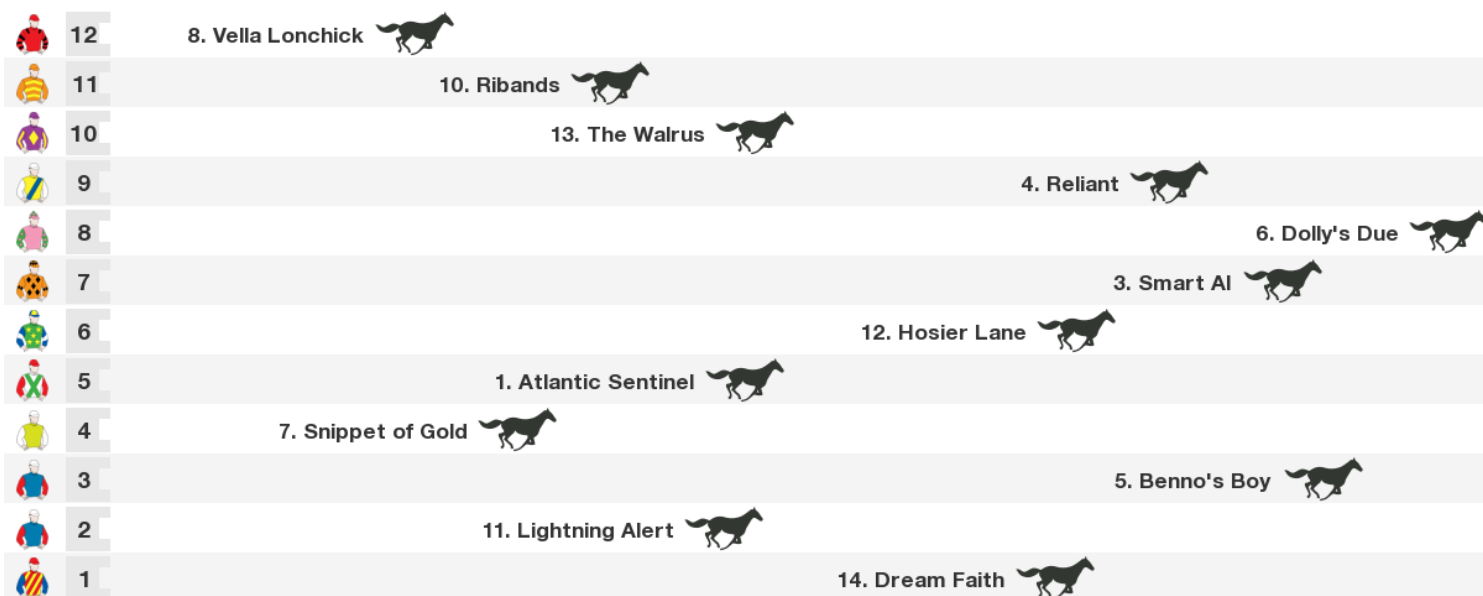 12 8. Vella Lonchick
11 10. Ribands
10 13. The Walrus
9 4. Reliant
8 6. Dolly's Due
7 3. Smart Al
6 12. Hosier Lane
5 1. Atlantic Sentinel
4 7. Snippet of Gold
3 5. Benno's Boy
2 11. Lightning Alert
1 14. Dream Faith